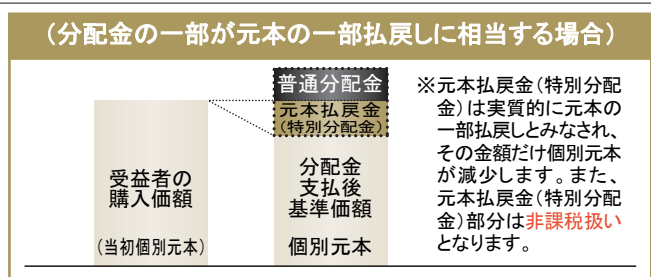 (分配金の一部が元本の一部払戻しに相当する場合)
普通分配金
元本払戻金
(特別分配金)
受益者の
購入価額
(当初個別元本)
分配金
支払後
基準価額
個別元本
※元本払戻金(特別分配
金)は実質的に元本の
一部払戻しとみなされ、
その金額だけ個別元本
が減少します。また、
元本払戻金(特別分配
金)部分は非課税扱い
となります。